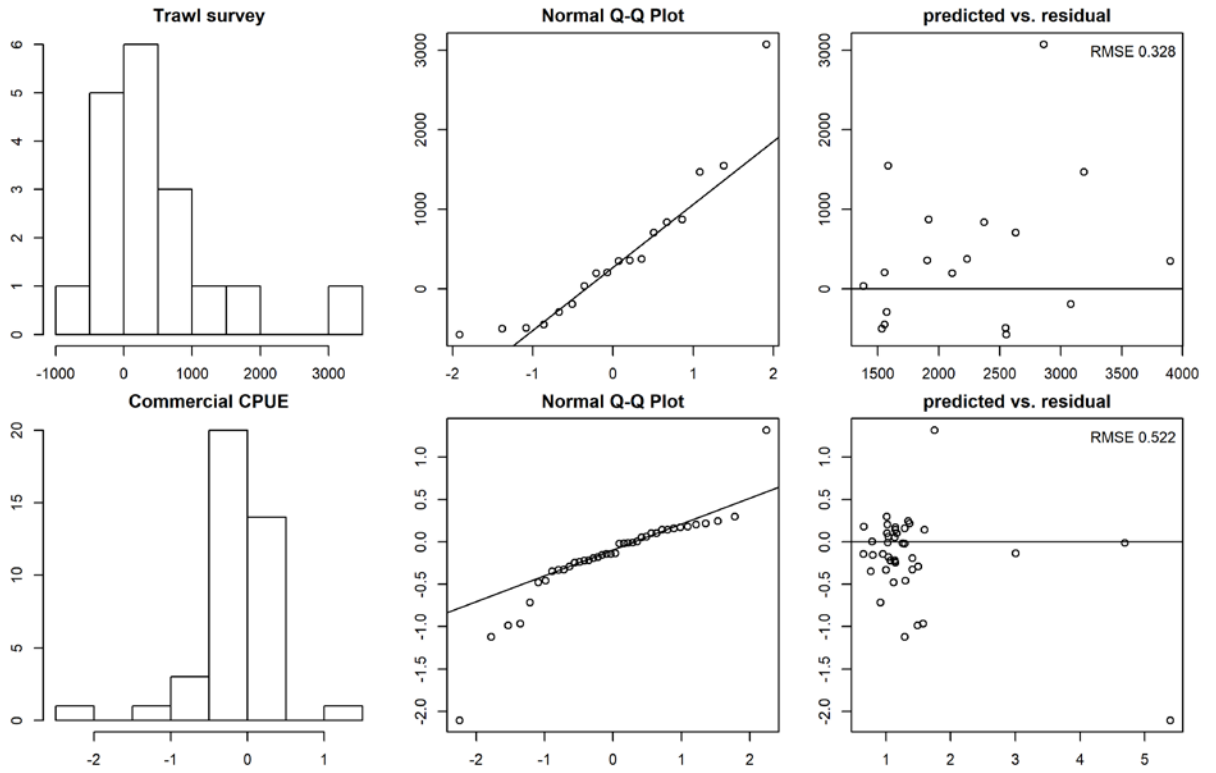 Trawl survey
0 1 2 3 4 5 6
-1000 0 1000 2000 3000
Normal Q-Q Plot
0 1000 2000 3000
-2 -1 0 1 2
predicted vs. residual
RMSE 0.328
0 1000 2000 3000
1500 2000 2500 3000 3500 4000
Commercial CPUE
0 5 10 15 20
-2 -1 0 1
Normal Q-Q Plot
-2.0 -1.5 -1.0 -0.5 0.0 0.5 1.0
-2 -1 0 1 2
predicted vs. residual
RMSE 0.522
-2.0 -1.5 -1.0 -0.5 0.0 0.5 1.0
1 2 3 4 5